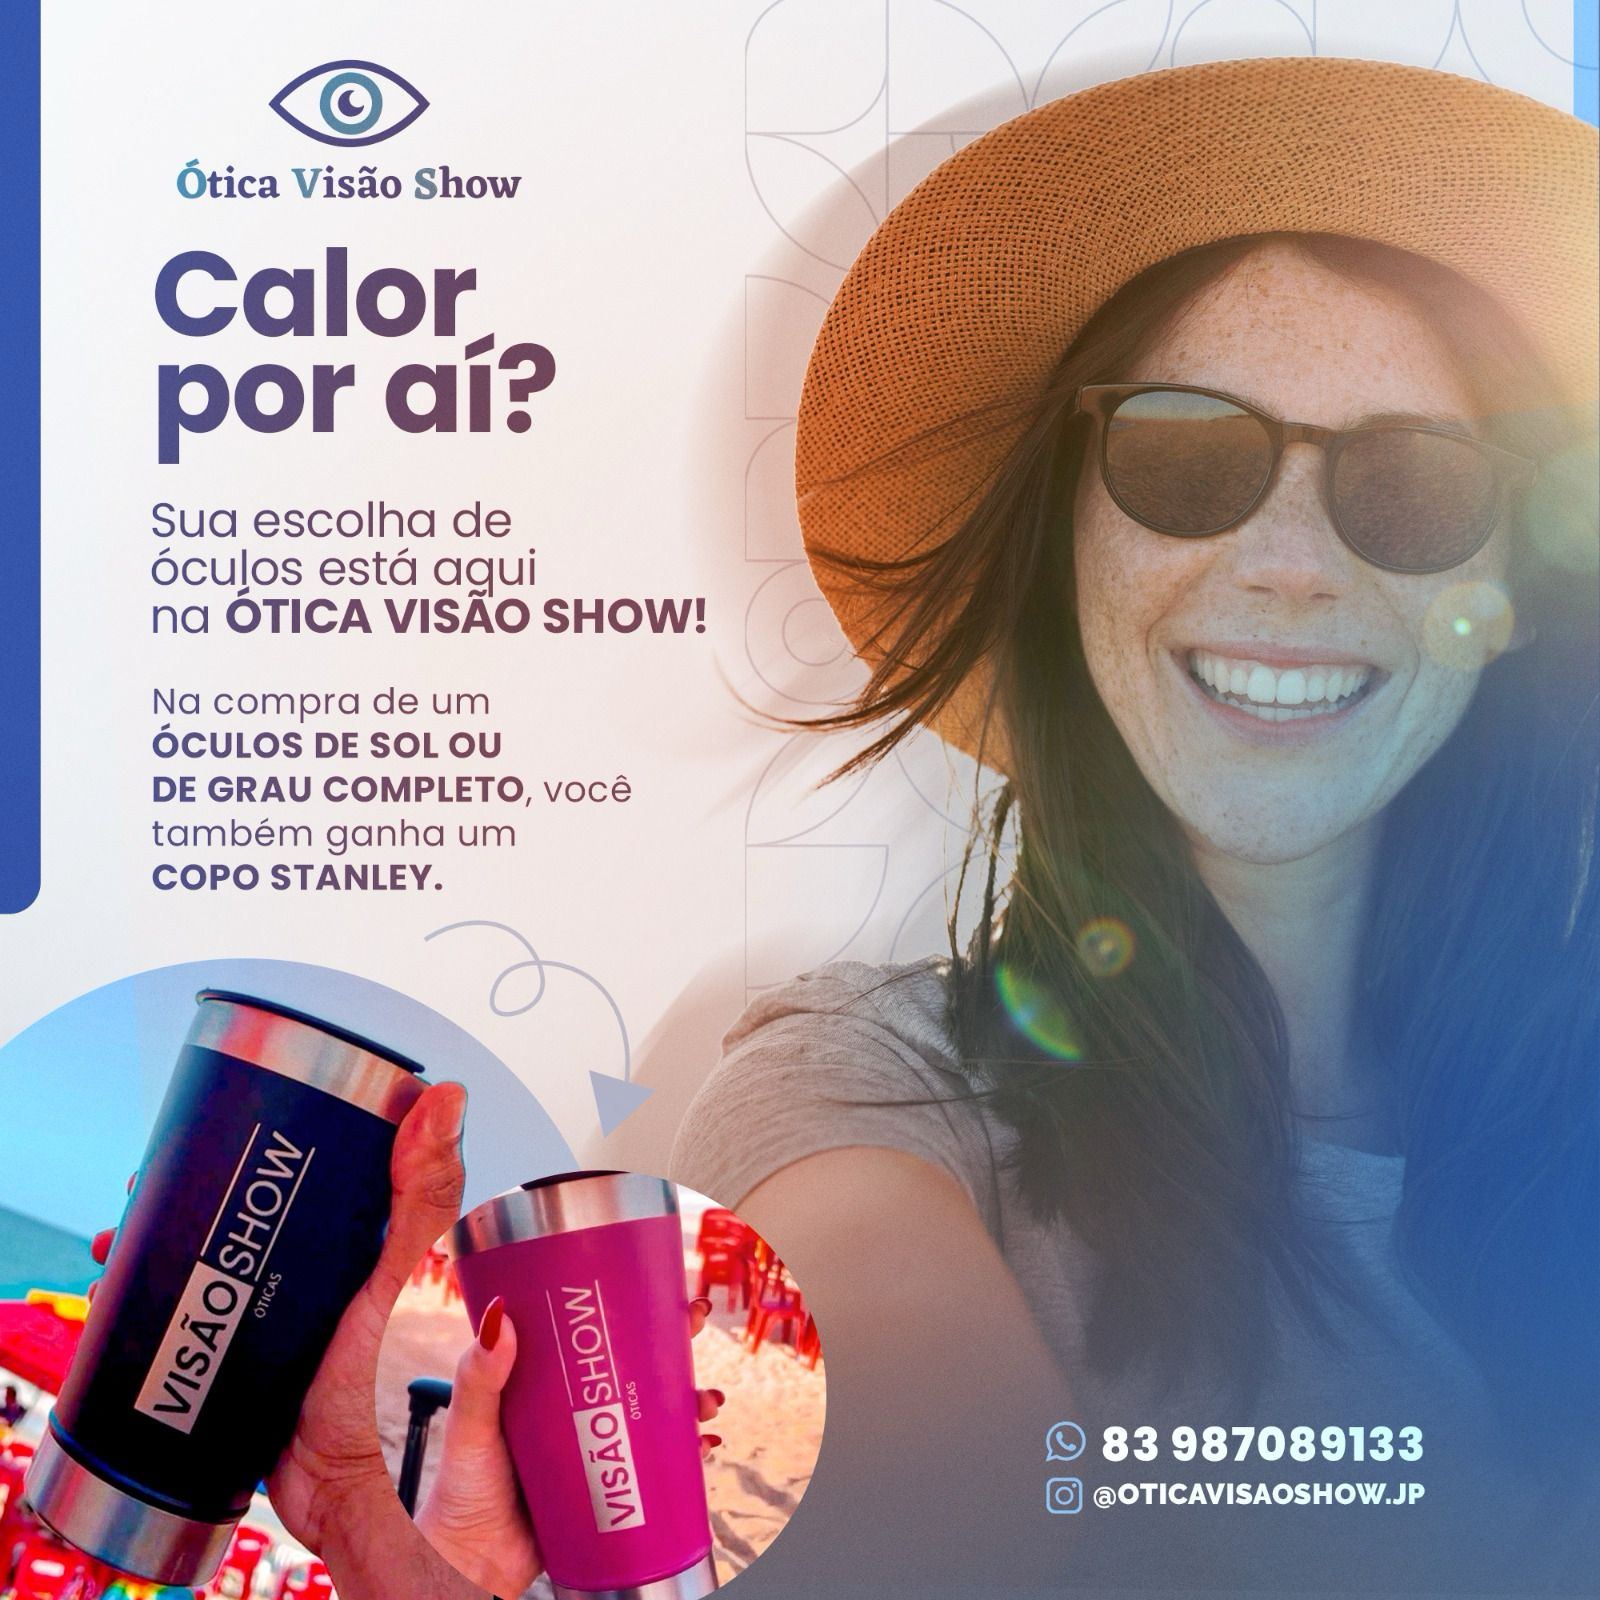 Ótica Visão Show
Calor
por aí?
Sua escolha de
óculos está aqui
na ÓTICA VISÃO SHOW!
Na compra de um
ÓCULOS DE SOL OU
DE GRAU COMPLETO, você
também ganha um
COPO STANLEY.
VISÃO SHOW
ÓTICAS
VISÃO SHOW
ÓTICAS
83 987089133
@OTICAVISAOSHOW.JP